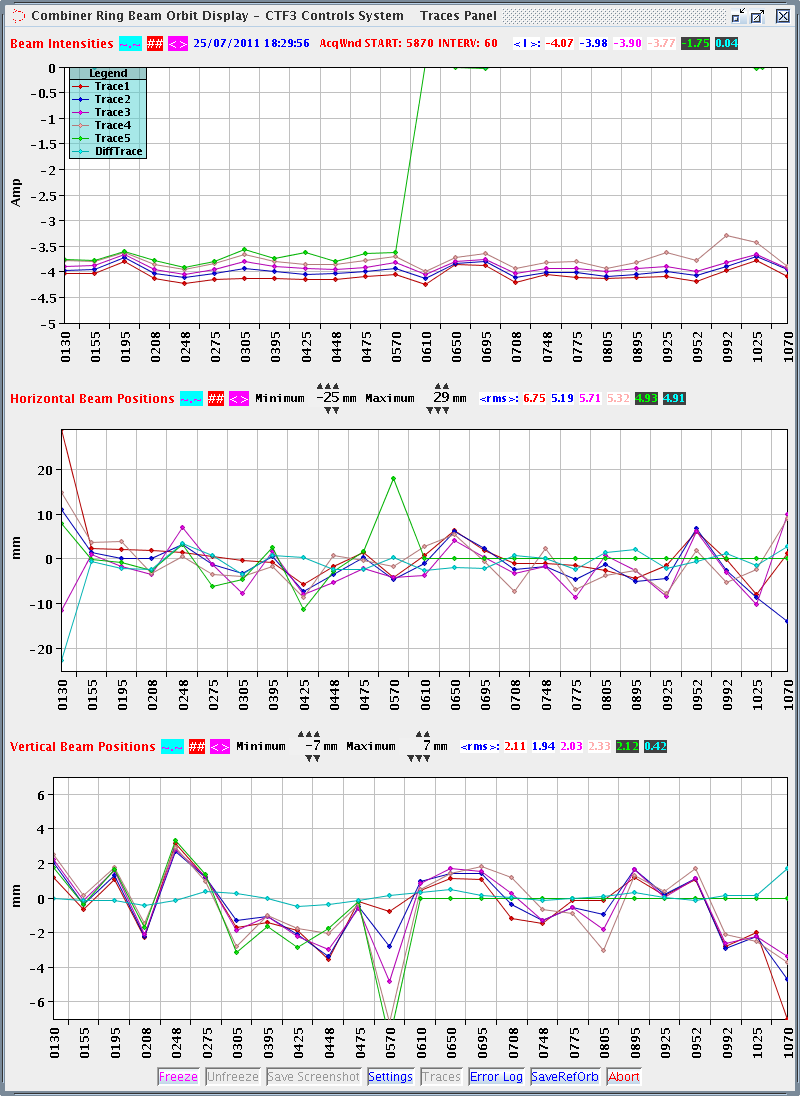 Combiner Ring Beam Orbit Display - CTF3 Controls System Traces Panel
Beam Intensities ~.~ ## <> 25/07/2011 18:29:56 AcqWnd START: 5870 INTERV: 60 <I>: -4.07 -3.98 -3.90 -3.77 -1.75 0.04
Legend
Trace1
Trace2
Trace3
Trace4
Trace5
DiffTrace
Amp
0
-0.5
-1
-1.5
-2
-2.5
-3
-3.5
-4
-4.5
-5
0130 0155 0195 0208 0248 0275 0305 0395 0425 0448 0475 0570 0610 0650 0695 0708 0748 0775 0805 0895 0925 0952 0992 1025 1070
Horizontal Beam Positions ~.~ ## <> Minimum -25 mm Maximum 29 mm <rms>: 6.75 5.19 5.71 5.32 4.93 4.91
mm
20
10
0
-10
-20
0130 0155 0195 0208 0248 0275 0305 0395 0425 0448 0475 0570 0610 0650 0695 0708 0748 0775 0805 0895 0925 0952 0992 1025 1070
Vertical Beam Positions ~.~ ## <> Minimum -7 mm Maximum 7 mm <rms>: 2.11 1.94 2.03 2.33 2.12 0.42
mm
6
4
2
0
-2
-4
-6
0130 0155 0195 0208 0248 0275 0305 0395 0425 0448 0475 0570 0610 0650 0695 0708 0748 0775 0805 0895 0925 0952 0992 1025 1070
Freeze Unfreeze Save Screenshot Settings Traces Error Log SaveRefOrb Abort